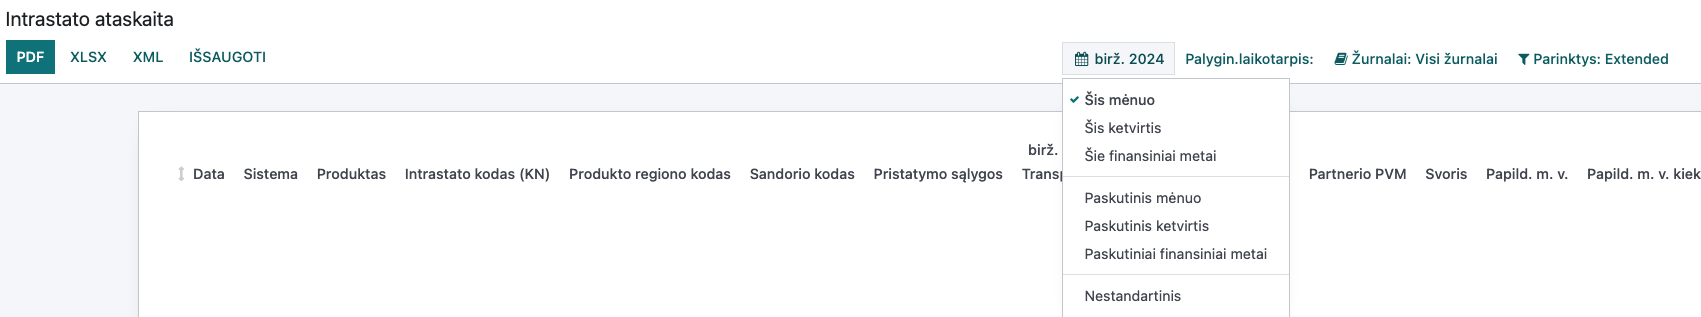 Intrastato ataskaita
PDF XLSX XML IŠSAUGOTI birž. 2024 Palygin.laikotarpis: Žurnalai: Visi žurnalai Parinktys: Extended
Šis mėnuo
Šis ketvirtis
Šie finansiniai metai
Paskutinis mėnuo
Paskutinis ketvirtis
Paskutiniai finansiniai metai
Nestandartinis
birž.
Data Sistema Produktas Intrastato kodas (KN) Produkto regiono kodas Sandorio kodas Pristatymo sąlygos Transp Partnerio PVM Svoris Papild. m. v. Papild. m. v. kiek